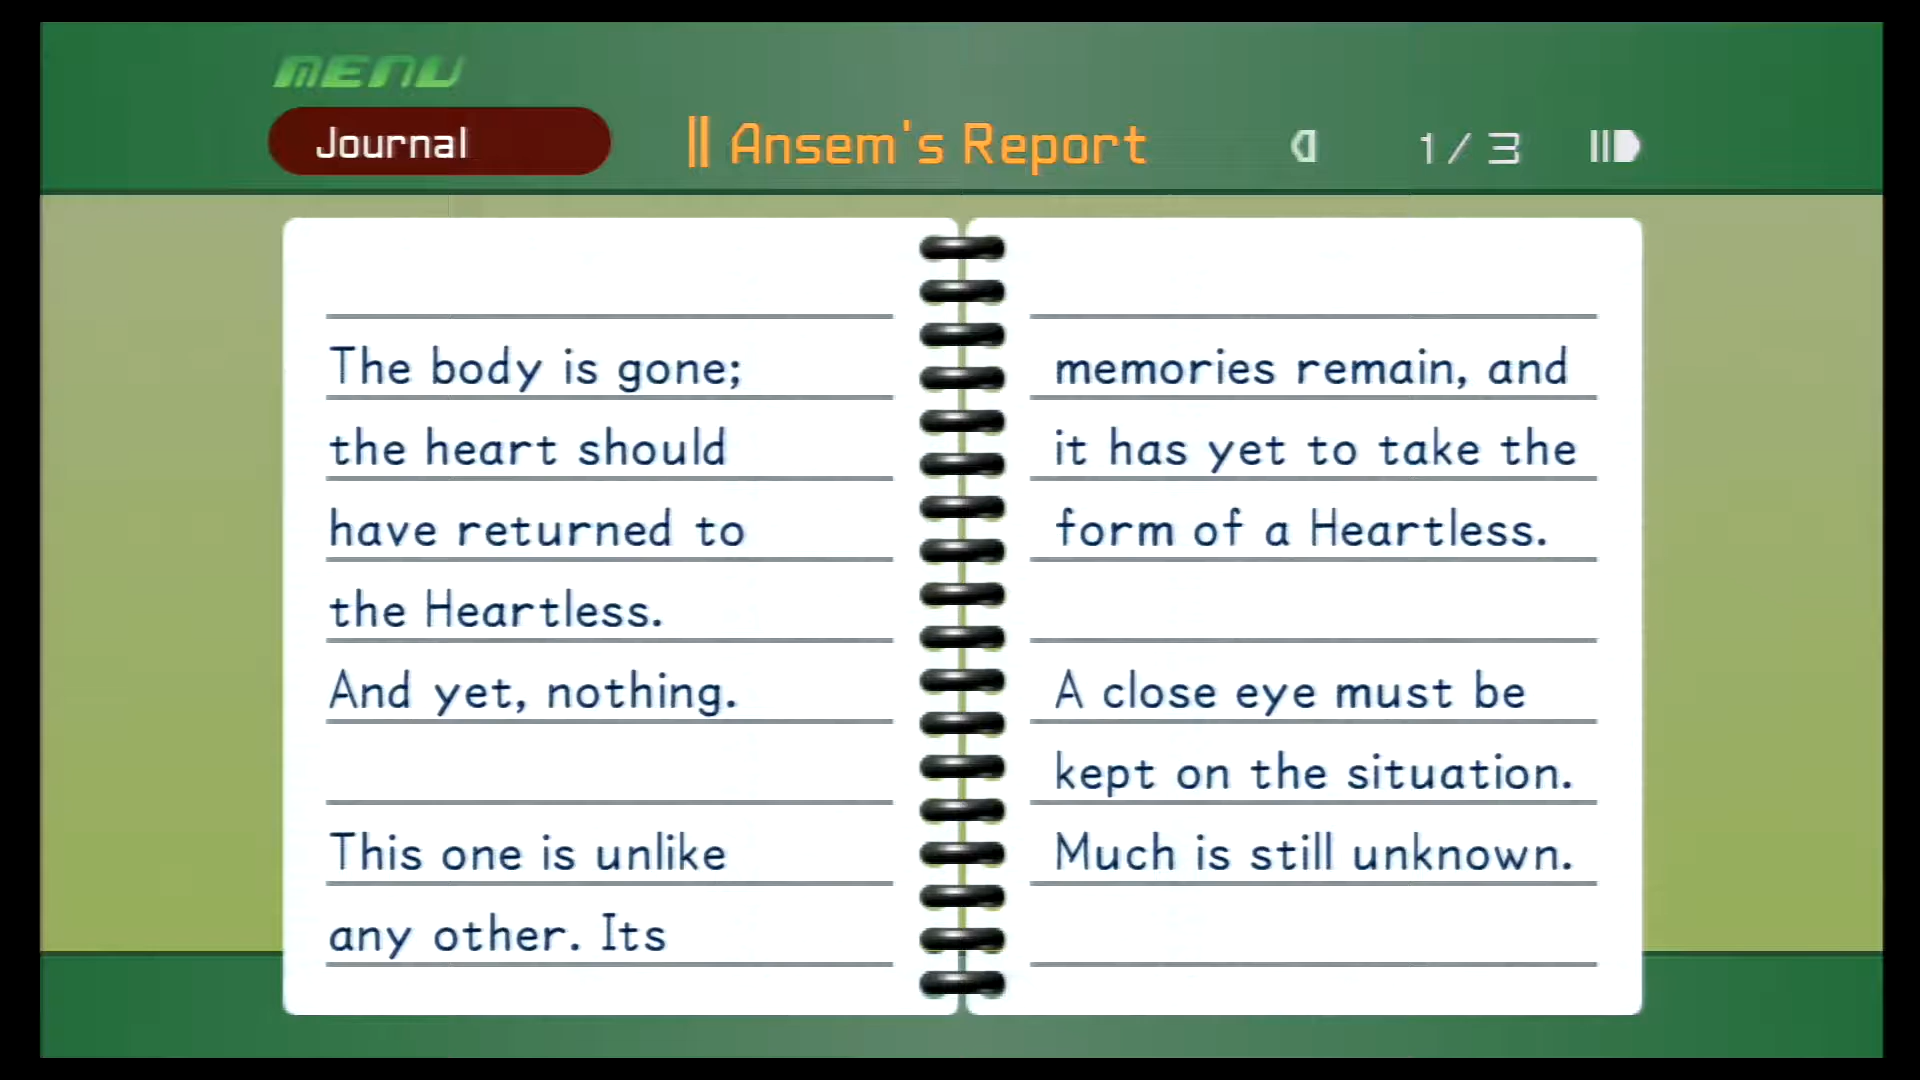 MENU
Journal
Ansem's Report
1/3
The body is gone;
the heart should
have returned to
the Heartless.
And yet, nothing.
This one is unlike
any other. Its
memories remain, and
it has yet to take the
form of a Heartless.
A close eye must be
kept on the situation.
Much is still unknown.